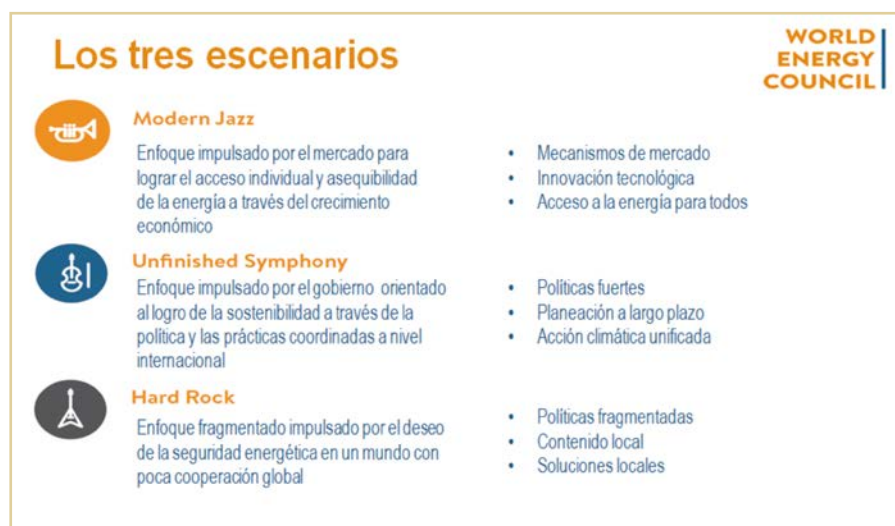 Los tres escenarios
WORLD
ENERGY
COUNCIL
Modern Jazz
Enfoque impulsado por el mercado para
lograr el acceso individual y asequibilidad
de la energía a través del crecimiento
económico
• Mecanismos de mercado
• Innovación tecnológica
• Acceso a la energía para todos
Unfinished Symphony
Enfoque impulsado por el gobierno orientado
al logro de la sostenibilidad a través de la
política y las prácticas coordinadas a nivel
internacional
• Políticas fuertes
• Planeación a largo plazo
• Acción climática unificada
Hard Rock
Enfoque fragmentado impulsado por el deseo
de la seguridad energética en un mundo con
poca cooperación global
• Políticas fragmentadas
• Contenido local
• Soluciones locales